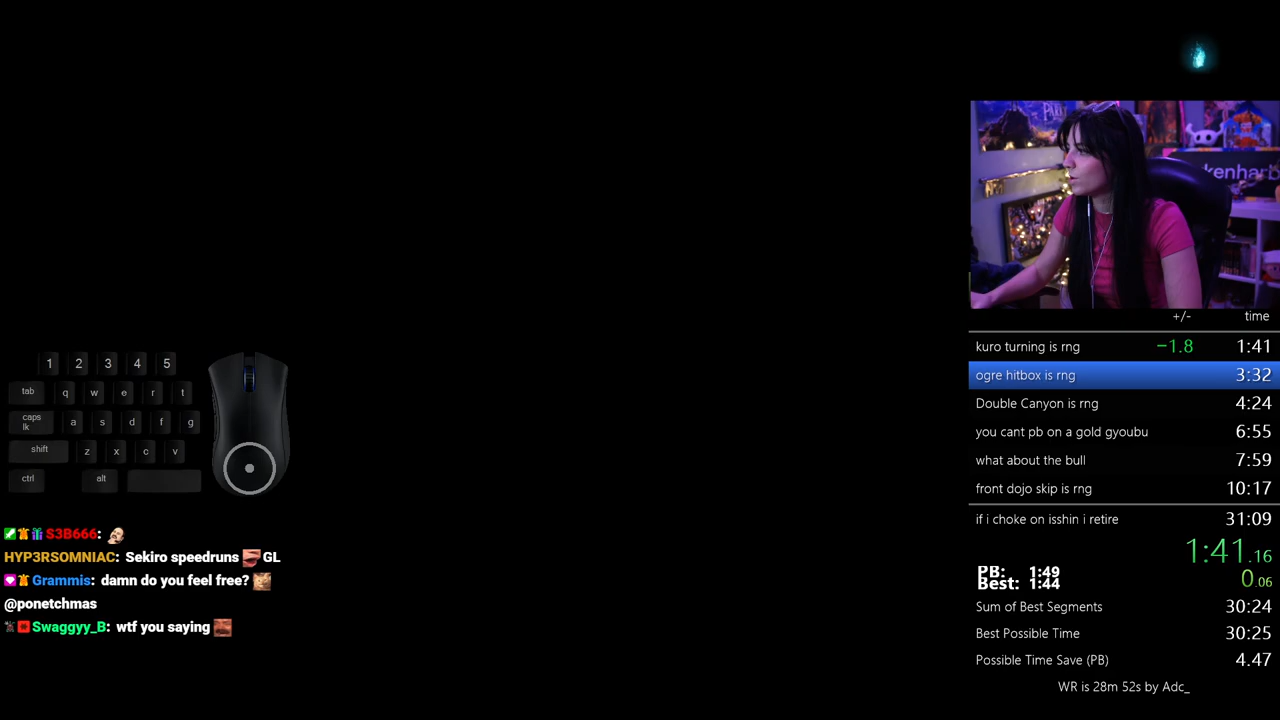 1 2 3 4 5
tab q w e r t
caps
lk a s d f g
shift z x c v
ctrl alt
S3B666:
HYP3RSOMNIAC: Sekiro speedruns GL
Grammis: damn do you feel free?
@ponetchmas
Swaggyy_B: wtf you saying
+/- time
kuro turning is rng -1.8 1:41
ogre hitbox is rng 3:32
Double Canyon is rng 4:24
you cant pb on a gold gyoubu 6:55
what about the bull 7:59
front dojo skip is rng 10:17
if i choke on isshin i retire 31:09
1:41.16
PB: 1:49
Best: 1:44
0.06
Sum of Best Segments 30:24
Best Possible Time 30:25
Possible Time Save (PB) 4.47
WR is 28m 52s by Adc_